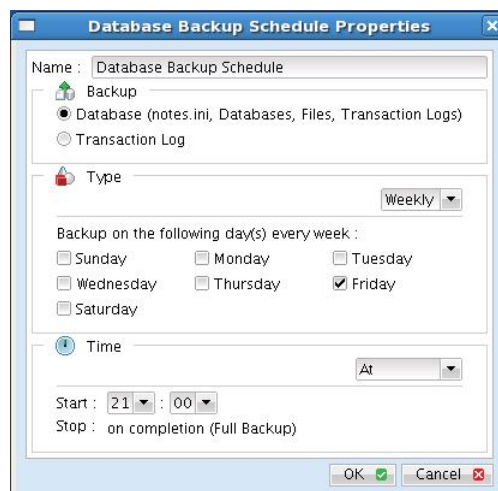 Database Backup Schedule Properties
Name : Database Backup Schedule
Backup
Database (notes.ini, Databases, Files, Transaction Logs)
Transaction Log
Type
Weekly
Backup on the following day(s) every week :
Sunday Monday Tuesday
Wednesday Thursday Friday
Saturday
Time
At
Start : 21 : 00
Stop : on completion (Full Backup)
OK Cancel